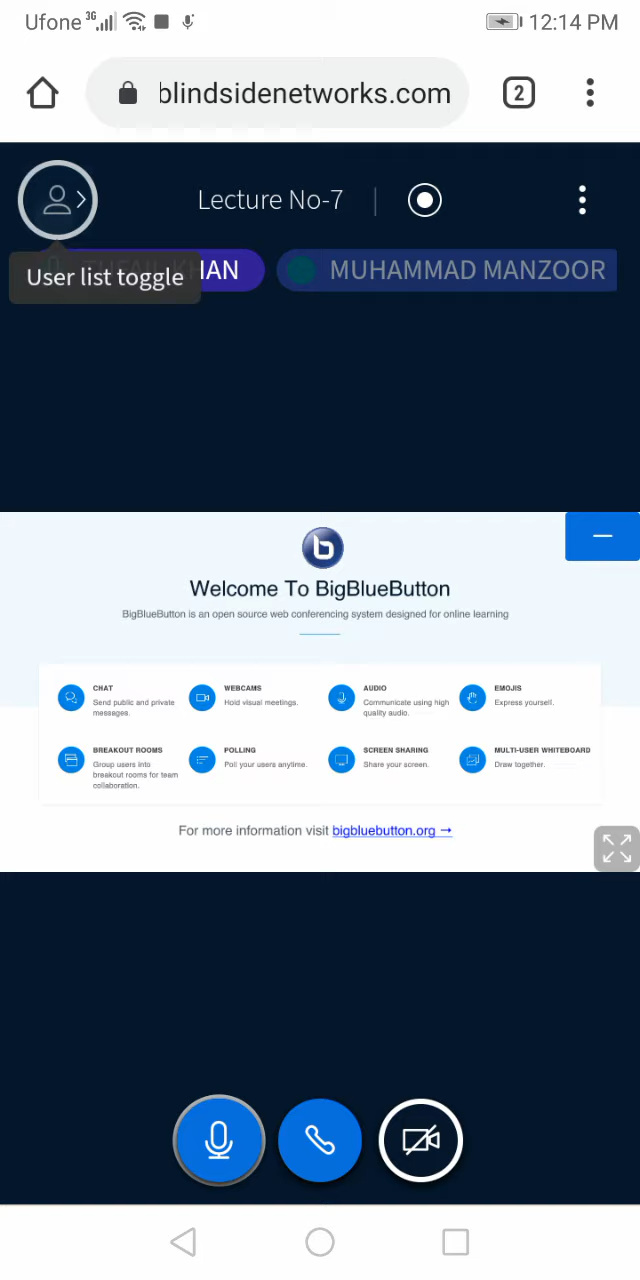 Ufone 3G 12:14 PM
blindsidenetworks.com 2
Lecture No-7
KHAN MUHAMMAD MANZOOR
User list toggle
Welcome To BigBlueButton
BigBlueButton is an open source web conferencing system designed for online learning
CHAT
Send public and private
messages.
WEBCAMS
Hold visual meetings.
AUDIO
Communicate using high
quality audio.
EMOJIS
Express yourself.
BREAKOUT ROOMS
Group users into
breakout rooms for team
collaboration.
POLLING
Poll your users anytime.
SCREEN SHARING
Share your screen.
MULTI-USER WHITEBOARD
Draw together.
For more information visit bigbluebutton.org →